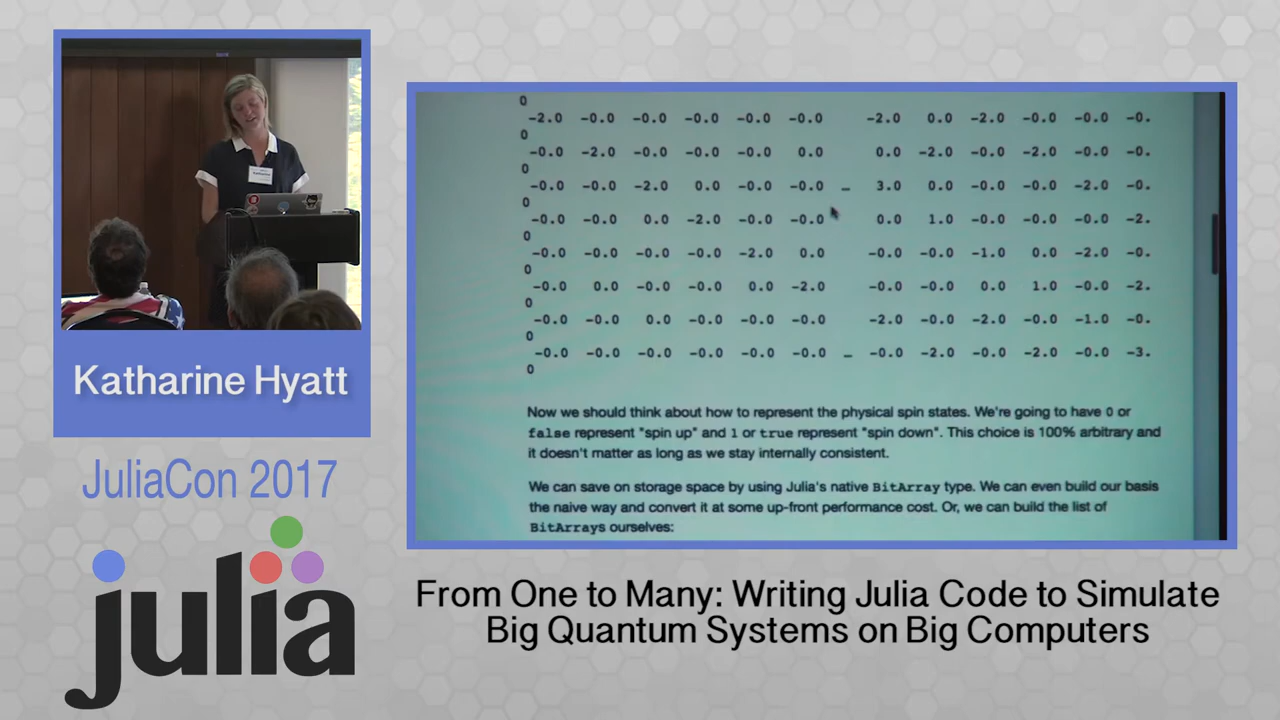 Katharine Hyatt
JuliaCon 2017
julia
0
-2.0 -0.0 -0.0 -0.0 -0.0 -0.0 -2.0 0.0 -2.0 -0.0 -0.0 -0.
0
-0.0 -2.0 -0.0 -0.0 -0.0 0.0 0.0 -2.0 -0.0 -2.0 -0.0 -0.
0
-0.0 -0.0 -2.0 0.0 -0.0 -0.0 … 3.0 0.0 -0.0 -0.0 -2.0 -0.
0
-0.0 -0.0 0.0 -2.0 -0.0 -0.0 0.0 1.0 -0.0 -0.0 -0.0 -2.
0
-0.0 -0.0 -0.0 -0.0 -2.0 0.0 -0.0 -0.0 -1.0 0.0 -2.0 -0.
0
-0.0 0.0 -0.0 -0.0 0.0 -2.0 -0.0 -0.0 0.0 1.0 -0.0 -2.
0
-0.0 -0.0 0.0 -0.0 -0.0 -0.0 -2.0 -0.0 -2.0 -0.0 -1.0 -0.
0
-0.0 -0.0 -0.0 -0.0 -0.0 -0.0 … -0.0 -2.0 -0.0 -2.0 -0.0 -3.
0
Now we should think about how to represent the physical spin states. We're going to have 0 or
false represent "spin up" and 1 or true represent "spin down". This choice is 100% arbitrary and
it doesn't matter as long as we stay internally consistent.
We can save on storage space by using Julia's native BitArray type. We can even build our basis
the naive way and convert it at some up-front performance cost. Or, we can build the list of
BitArrays ourselves:
From One to Many: Writing Julia Code to Simulate
Big Quantum Systems on Big Computers